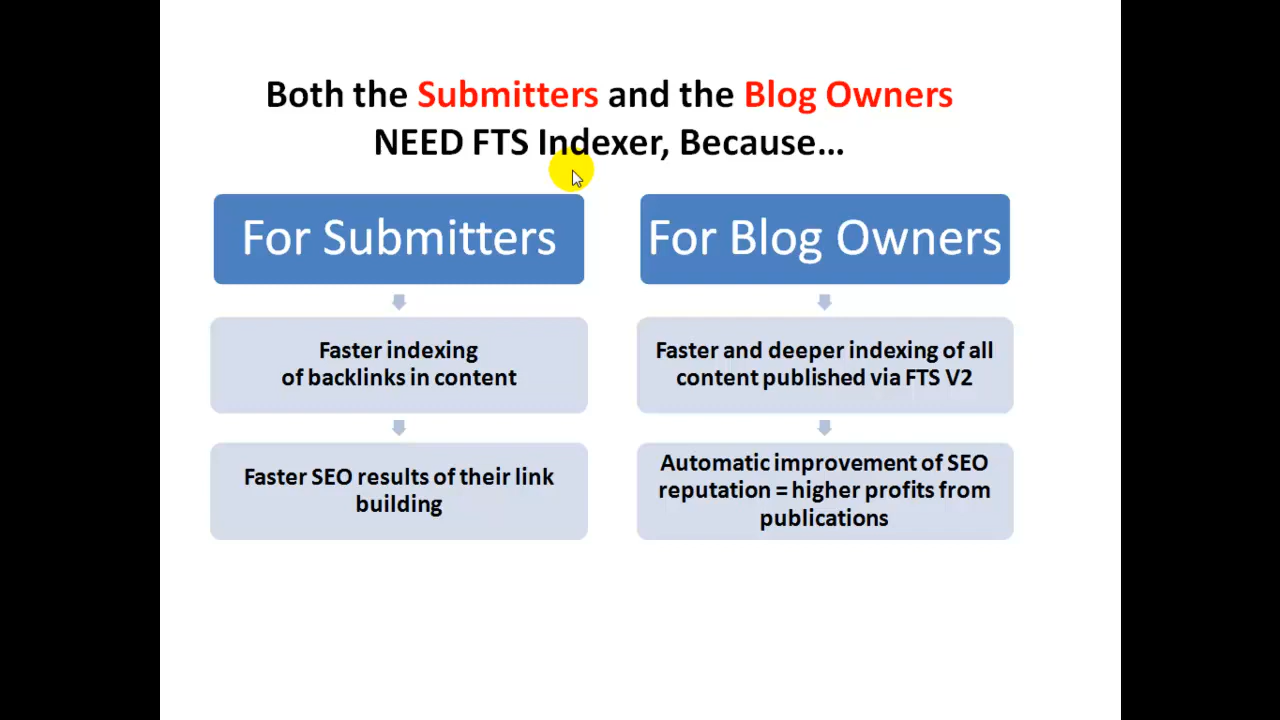 Both the Submitters and the Blog Owners
NEED FTS Indexer, Because...
For Submitters
Faster indexing
of backlinks in content
Faster SEO results of their link
building
For Blog Owners
Faster and deeper indexing of all
content published via FTS V2
Automatic improvement of SEO
reputation = higher profits from
publications